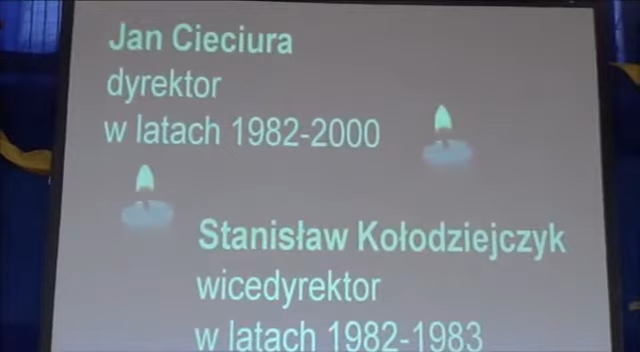 Jan Cieciura
dyrektor
w latach 1982-2000
Stanisław Kołodziejczyk
wicedyrektor
w latach 1982-1983